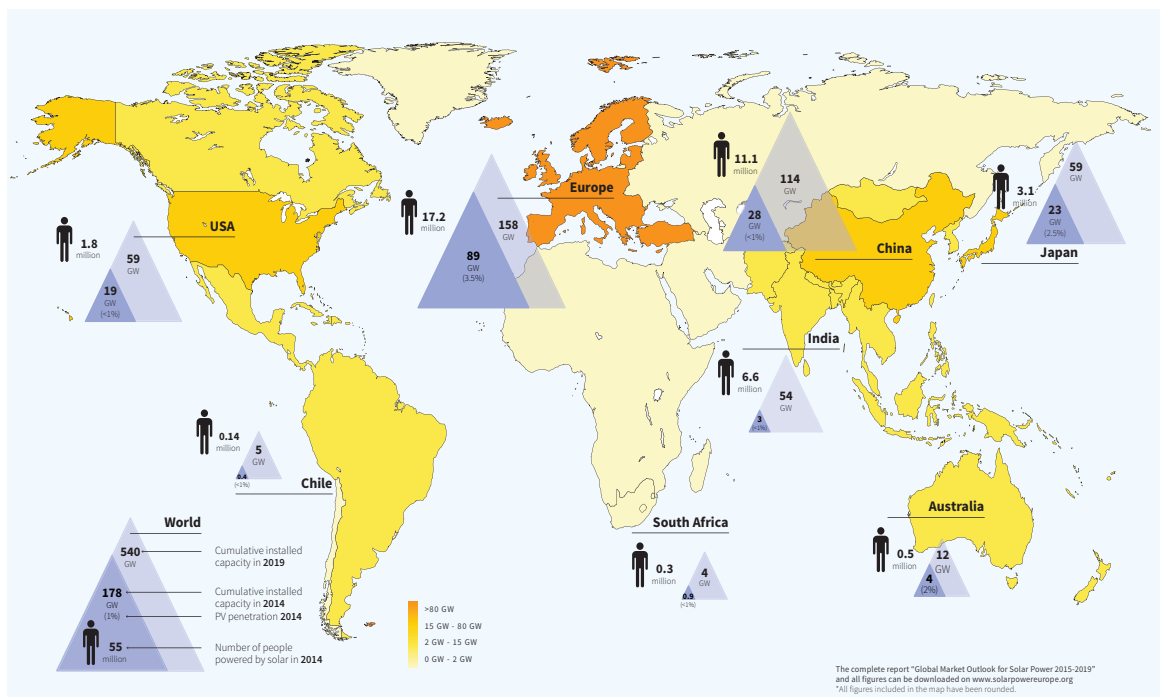 11.1
million
114
GW
28
GW
(<1%)
China
59
GW
3.1
million
23
GW
(2.5%)
Japan
Europe
17.2
million
158
GW
89
GW
(3.5%)
USA
1.8
million
59
GW
19
GW
(<1%)
India
6.6
million
54
GW
3
(<1%)
0.14
million
5
GW
0.4
(<1%)
Chile
Australia
0.5
million
12
GW
4
(2%)
South Africa
0.3
million
4
GW
0.9
(<1%)
World
540
GW
Cumulative installed
capacity in 2019
178
GW
(1%)
Cumulative installed
capacity in 2014
PV penetration 2014
55
million
Number of people
powered by solar in 2014
>80 GW
15 GW - 80 GW
2 GW - 15 GW
0 GW - 2 GW
The complete report “Global Market Outlook for Solar Power 2015-2019”
and all figures can be downloaded on www.solarpowereurope.org
*All figures included in the map have been rounded.